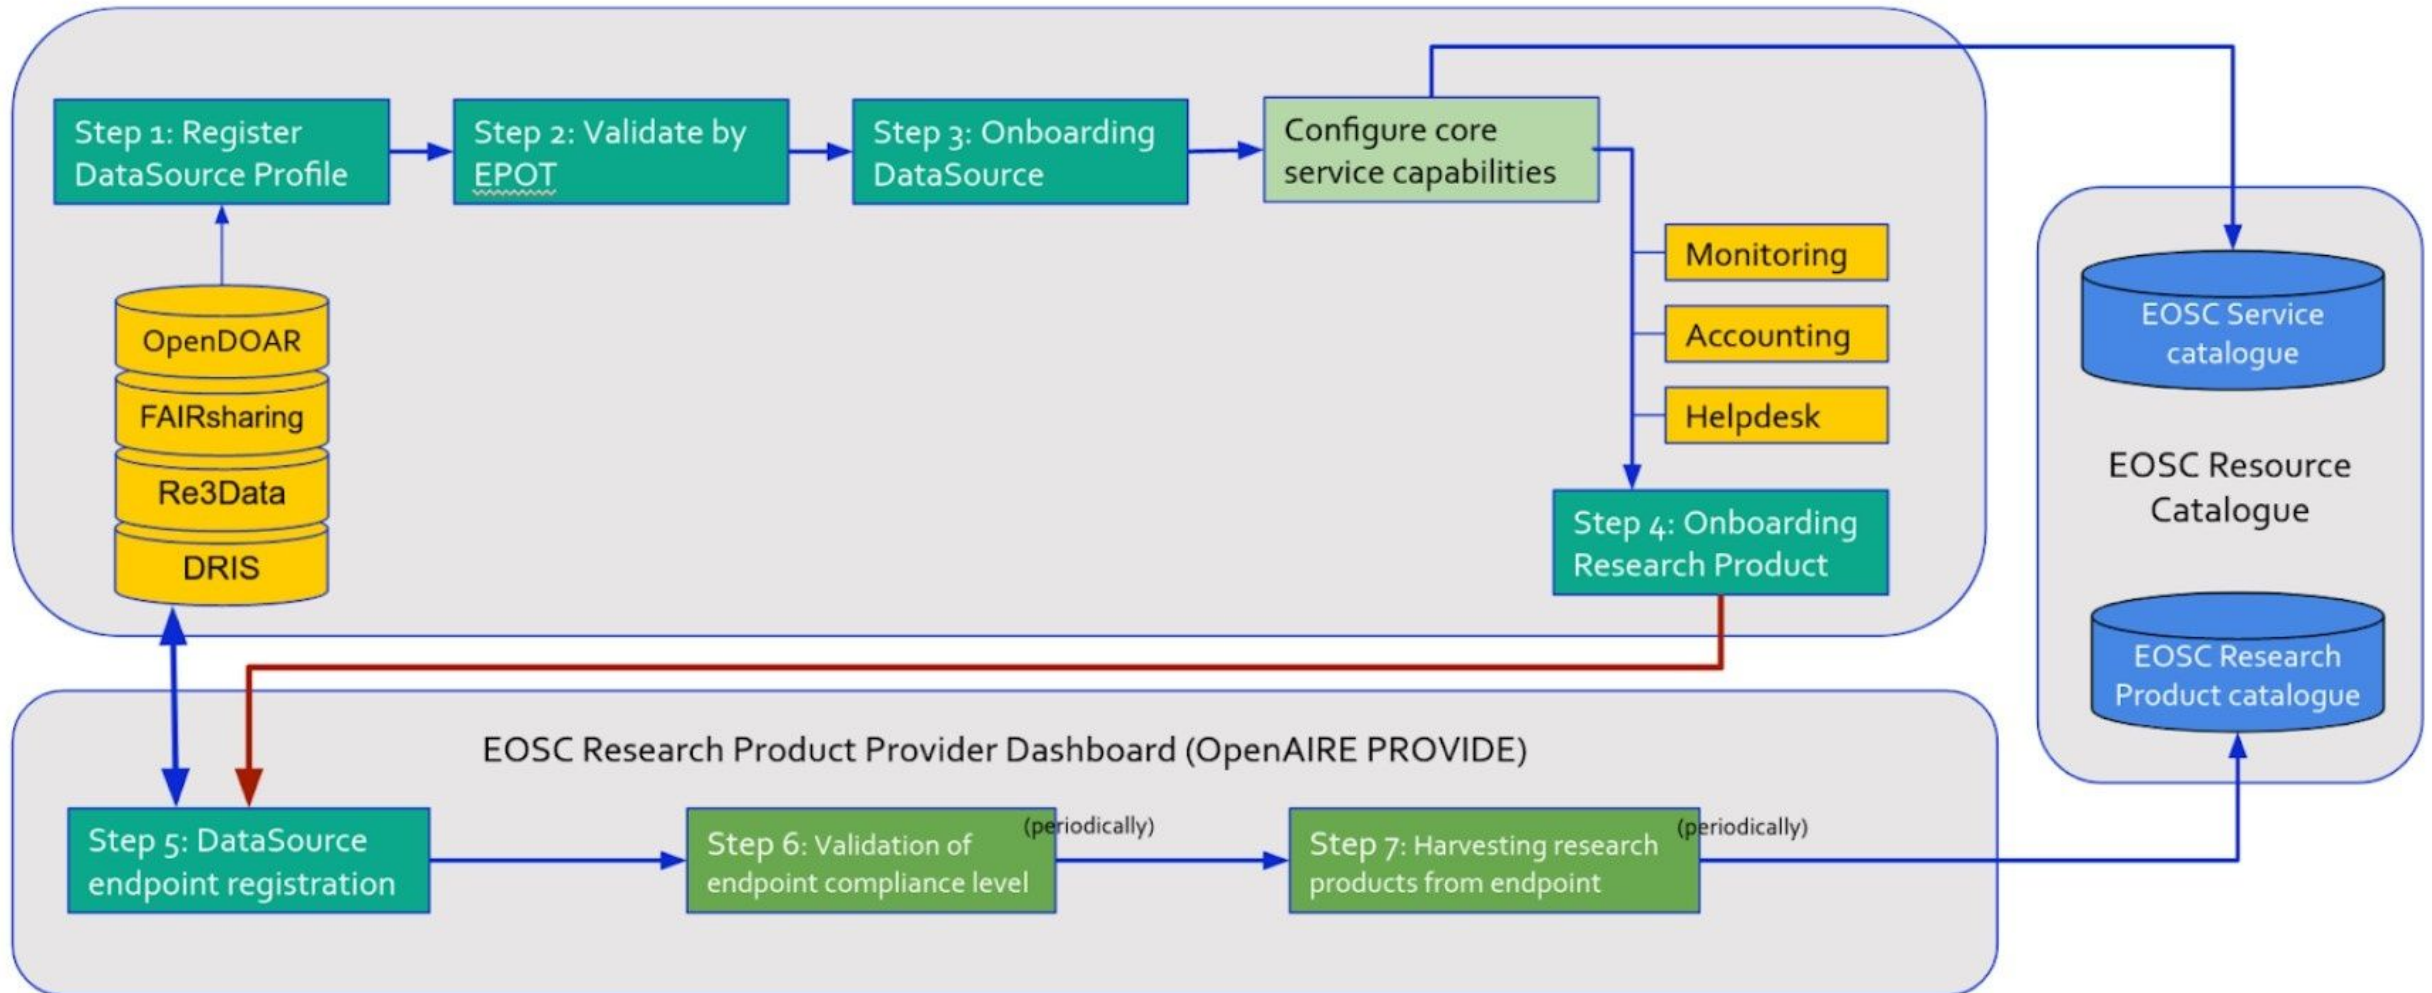 Step 1: Register
DataSource Profile
Step 2: Validate by
EPOT
Step 3: Onboarding
DataSource
Configure core
service capabilities
Monitoring
Accounting
Helpdesk
OpenDOAR
FAIRsharing
Re3Data
DRIS
Step 4: Onboarding
Research Product
EOSC Service
catalogue
EOSC Resource
Catalogue
EOSC Research
Product catalogue
EOSC Research Product Provider Dashboard (OpenAIRE PROVIDE)
Step 5: DataSource
endpoint registration
(periodically)
Step 6: Validation of
endpoint compliance level
(periodically)
Step 7: Harvesting research
products from endpoint